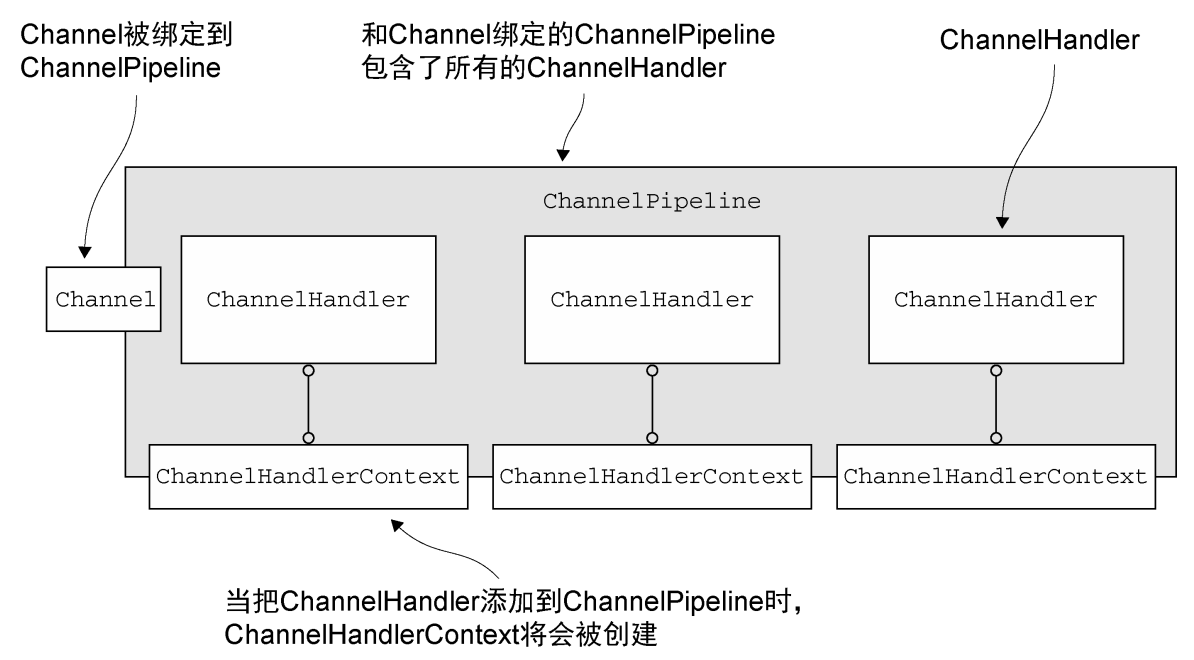 Channel被绑定到
ChannelPipeline
和Channel绑定的ChannelPipeline
包含了所有的ChannelHandler
ChannelHandler
ChannelPipeline
Channel
ChannelHandler
ChannelHandler
ChannelHandler
ChannelHandlerContext
ChannelHandlerContext
ChannelHandlerContext
当把ChannelHandler添加到ChannelPipeline时，
ChannelHandlerContext将会被创建